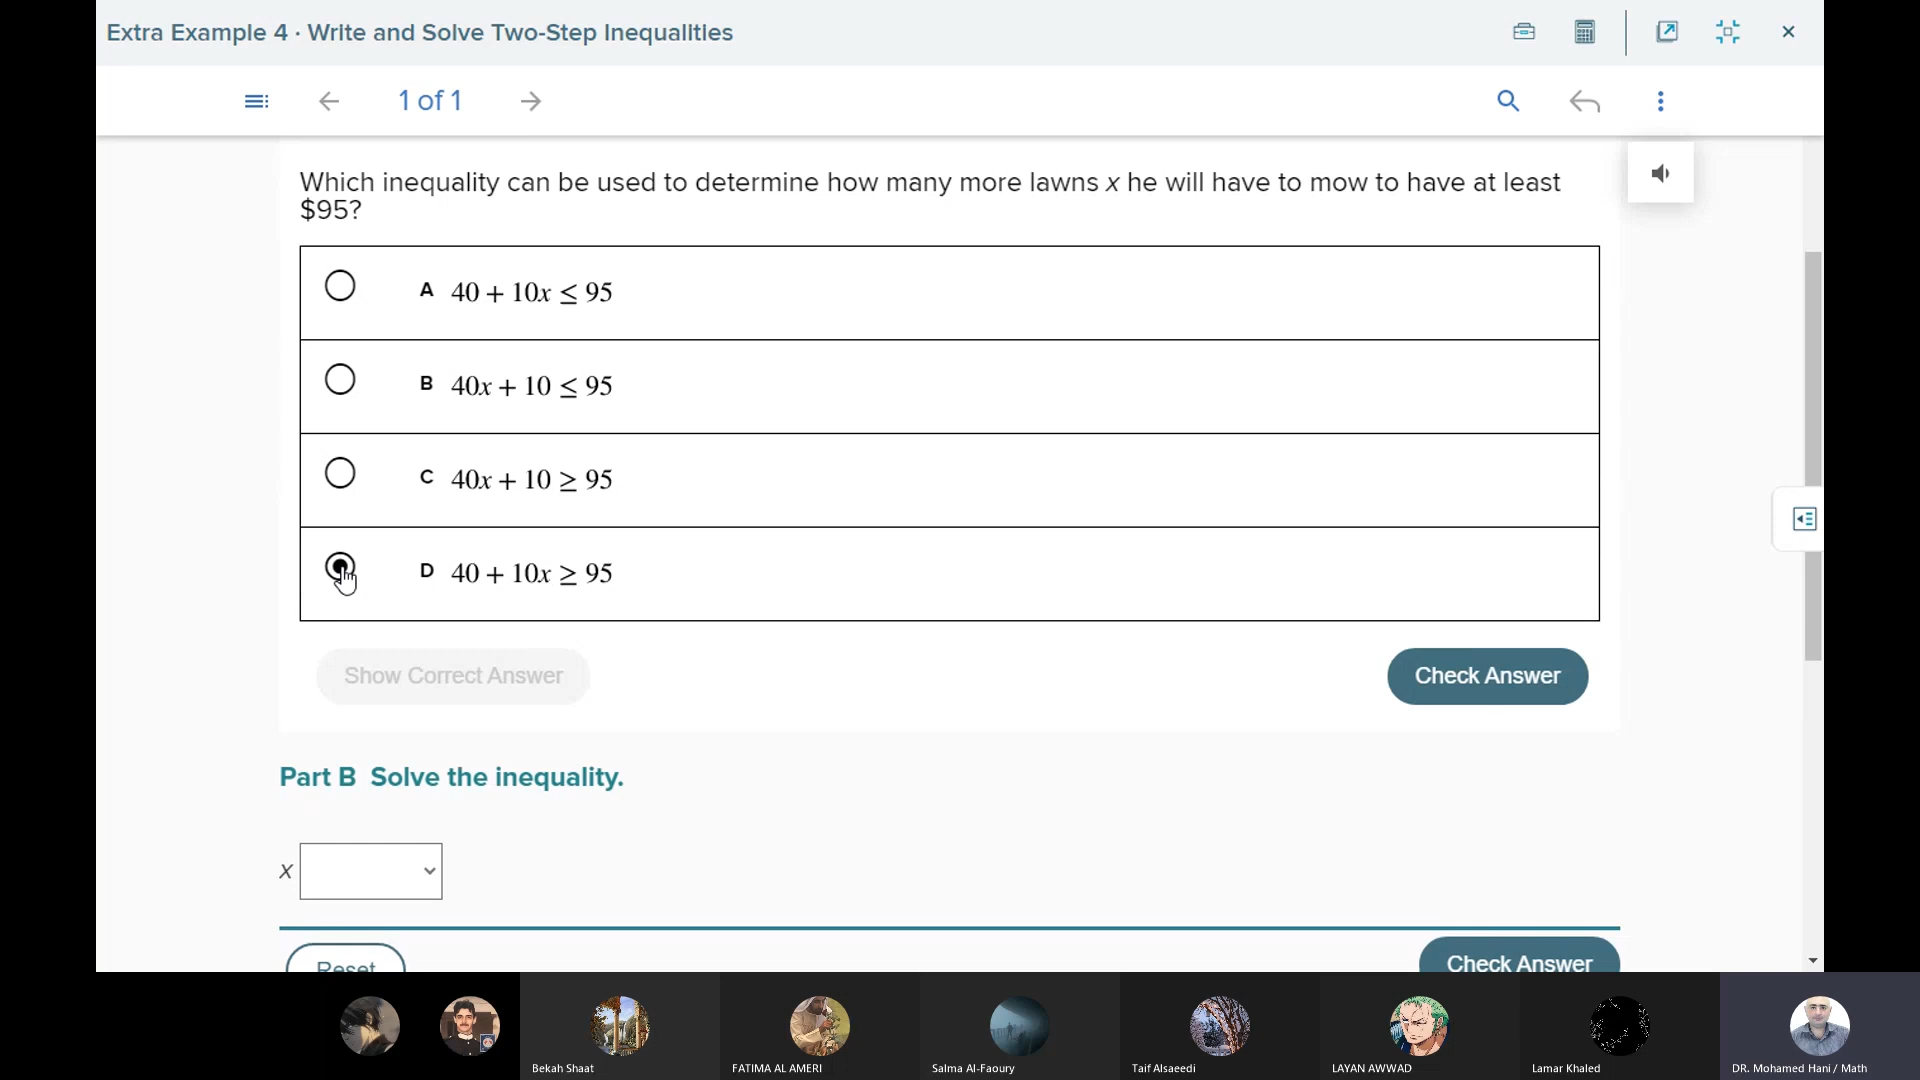 Extra Example 4 · Write and Solve Two-Step Inequalities
1 of 1
Which inequality can be used to determine how many more lawns x he will have to mow to have at least
$95?
A 40 + 10x ≤ 95
B 40x + 10 ≤ 95
C 40x + 10 ≥ 95
D 40 + 10x ≥ 95
Show Correct Answer
Check Answer
Part B Solve the inequality.
x
Reset
Check Answer
Bekah Shaat
FATIMA AL AMERI
Salma Al-Faoury
Taif Alsaeedi
LAYAN AWWAD
Lamar Khaled
DR. Mohamed Hani / Math